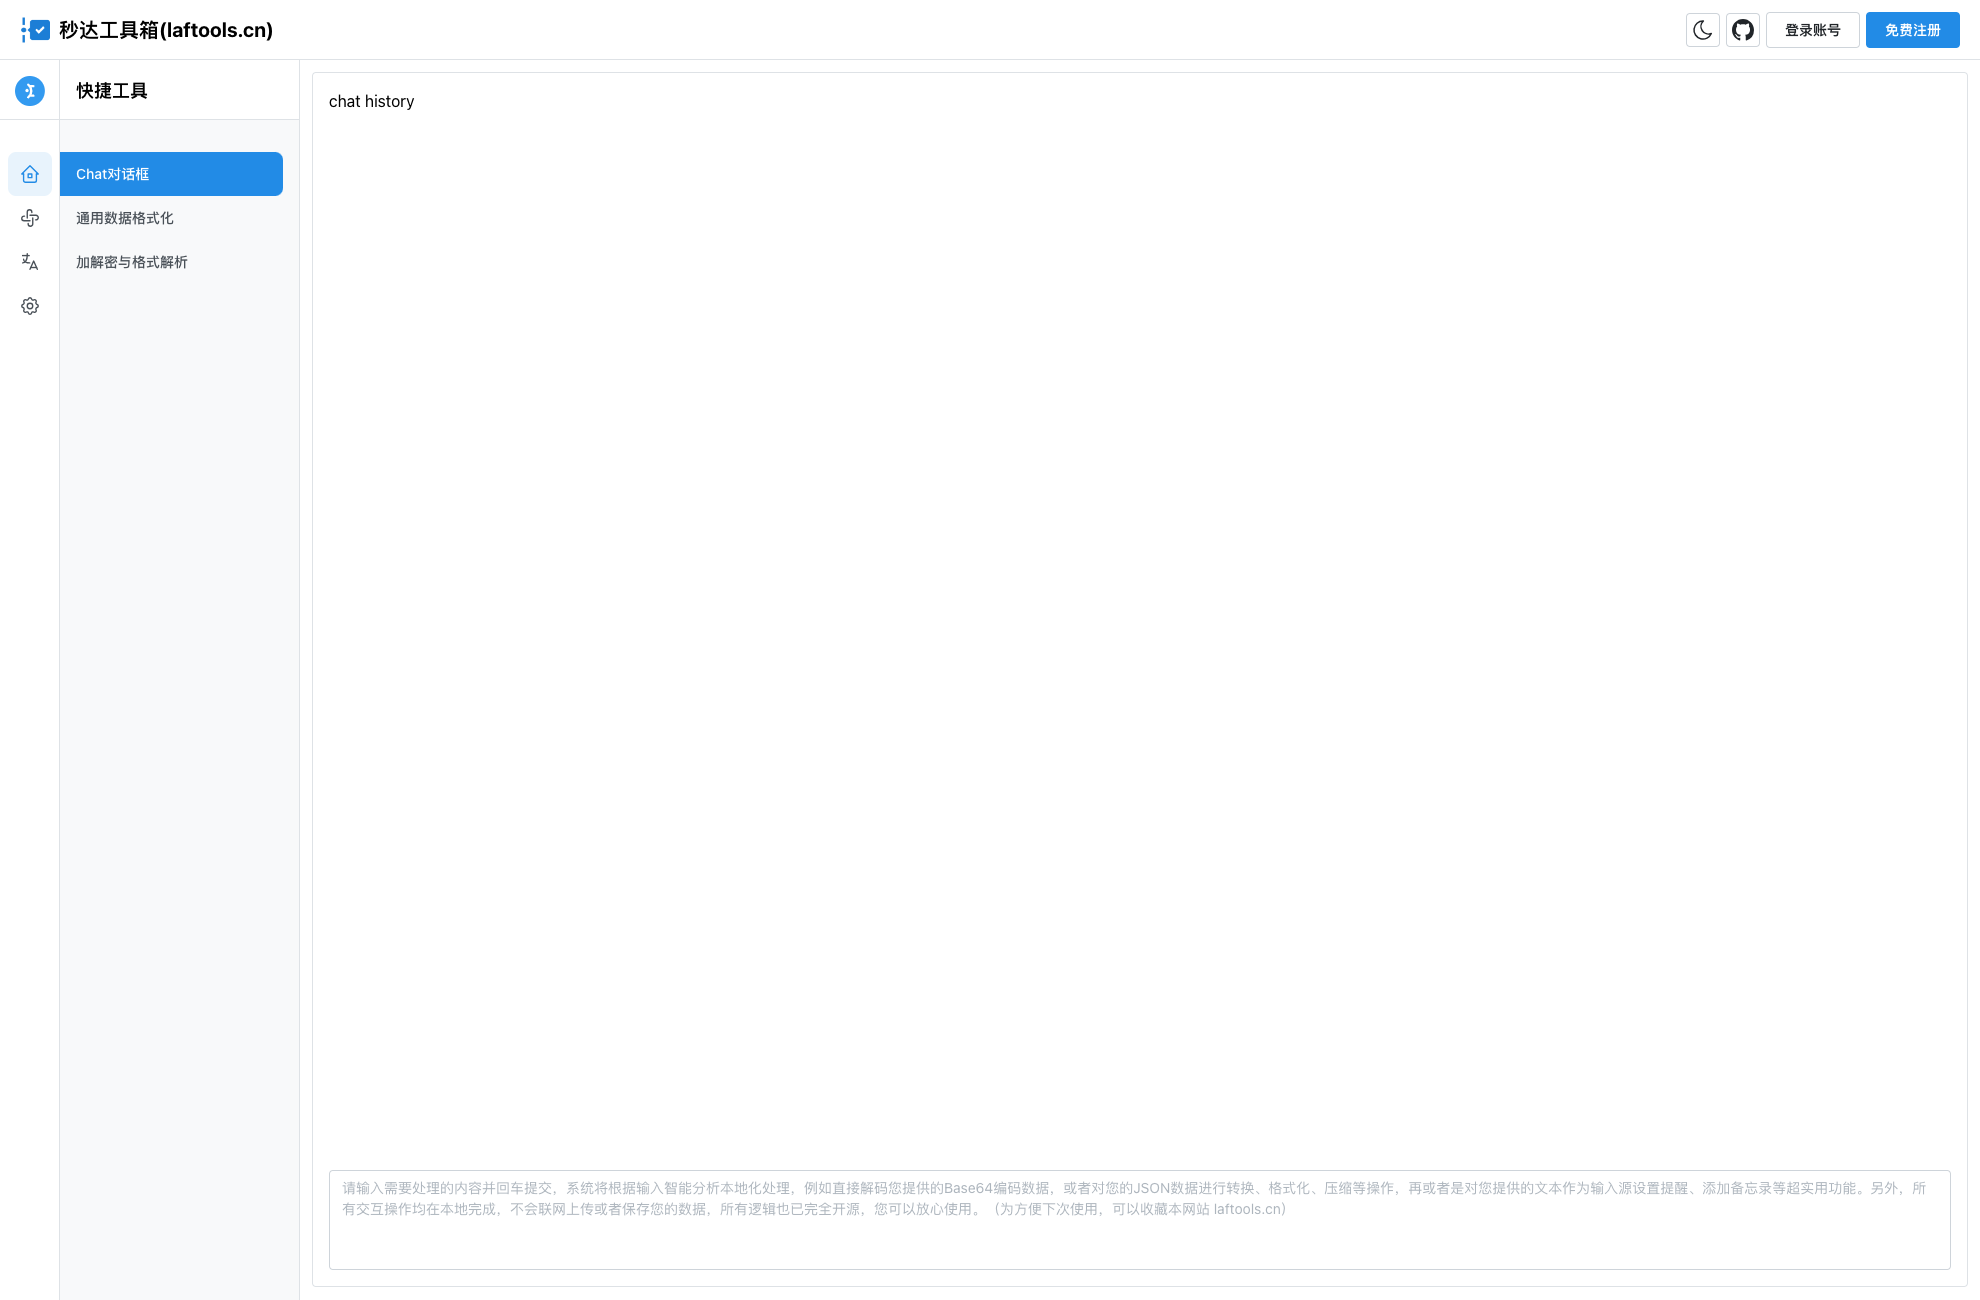 秒达工具箱(laftools.cn)
登录账号
免费注册
快捷工具
Chat对话框
通用数据格式化
加解密与格式解析
chat history
请输入需要处理的内容并回车提交，系统将根据输入智能分析本地化处理，例如直接解码您提供的Base64编码数据，或者对您的JSON数据进行转换、格式化、压缩等操作，再或者是对您提供的文本作为输入源设置提醒、添加备忘录等超实用功能。另外，所
有交互操作均在本地完成，不会联网上传或者保存您的数据，所有逻辑也已完全开源，您可以放心使用。（为方便下次使用，可以收藏本网站 laftools.cn）